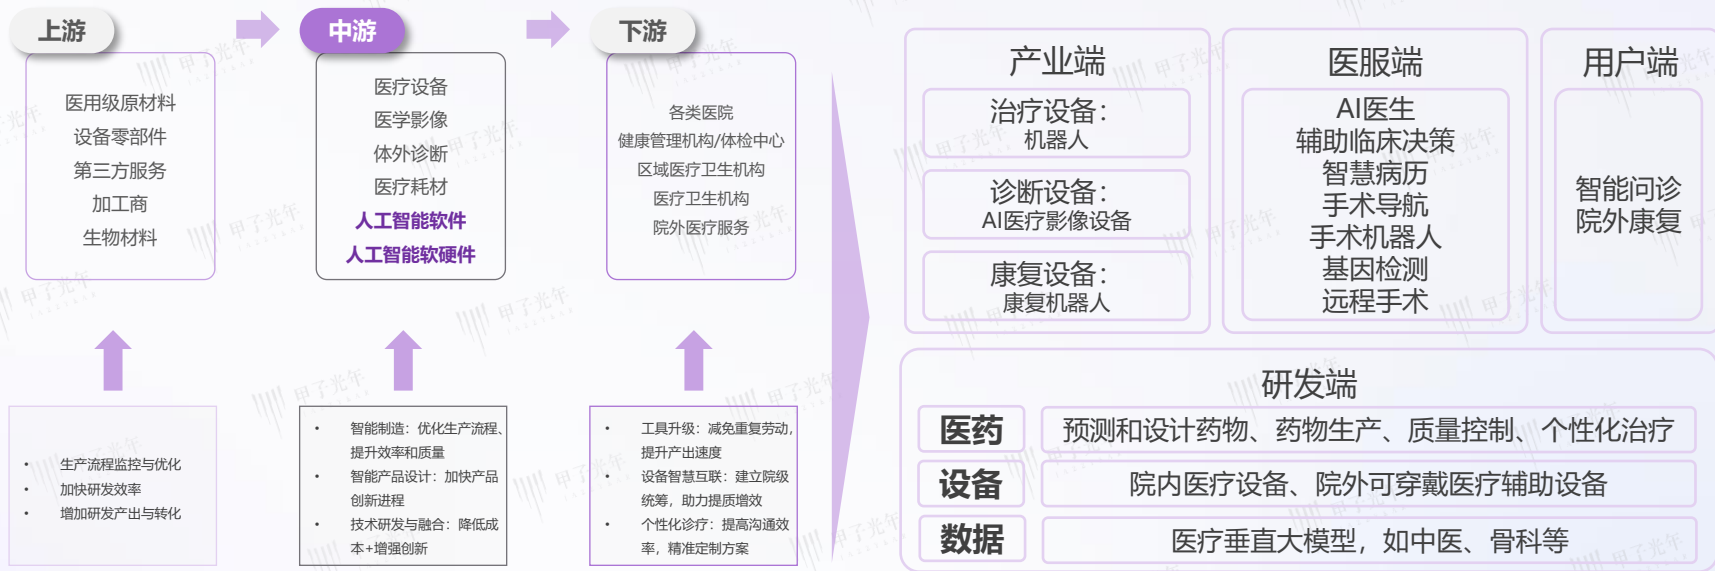 上游
医用级原材料
设备零部件
第三方服务
加工商
生物材料
生产流程监控与优化
加快研发效率
增加研发产出与转化
中游
医疗设备
医学影像
体外诊断
医疗耗材
人工智能软件
人工智能软硬件
智能制造：优化生产流程、
提升效率和质量
智能产品设计：加快产品
创新进程
技术研发与融合：降低成
本+增强创新
下游
各类医院
健康管理机构/体检中心
区域医疗卫生机构
医疗卫生机构
院外医疗服务
工具升级：减免重复劳动，
提升产出速度
设备智慧互联：建立院级
统筹，助力提质增效
个性化诊疗：提高沟通效
率，精准定制方案
产业端
治疗设备：
机器人
诊断设备：
AI医疗影像设备
康复设备：
康复机器人
医服端
AI医生
辅助临床决策
智慧病历
手术导航
手术机器人
基因检测
远程手术
用户端
智能问诊
院外康复
研发端
医药
预测和设计药物、药物生产、质量控制、个性化治疗
设备
院内医疗设备、院外可穿戴医疗辅助设备
数据
医疗垂直大模型，如中医、骨科等
甲子光年